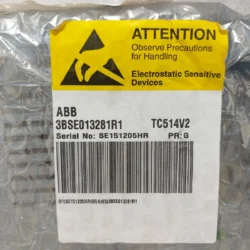 ATTENTION
Observe Precautions
for Handling
Electrostatic Sensitive
Devices
ABB
3BSE013281R1 TC514V2
Serial No: SE151205HR PR:G